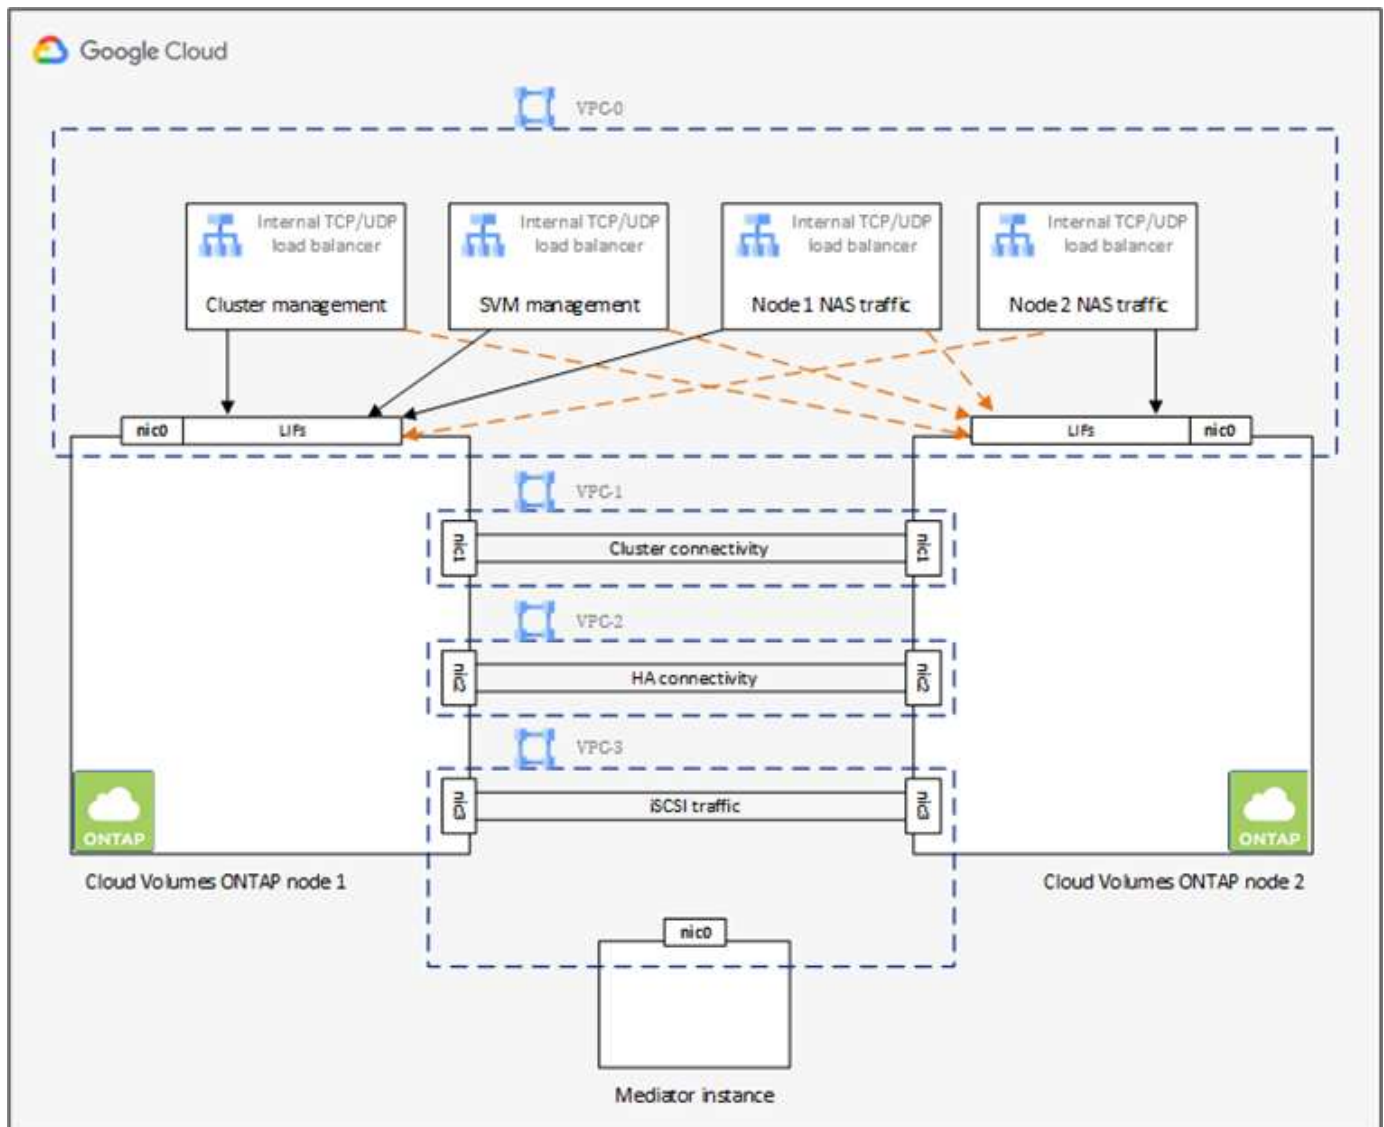 Google Cloud
VPC-0
Internal TCP/UDP
load balancer
Cluster management
Internal TCP/UDP
load balancer
SVM management
Internal TCP/UDP
load balancer
Node 1 NAS traffic
Internal TCP/UDP
load balancer
Node 2 NAS traffic
nic0
LIFs
LIFs
nic0
VPC-1
nic1
Cluster connectivity
nic1
VPC-2
nic2
HA connectivity
nic2
VPC-3
nic3
iSCSI traffic
nic3
ONTAP
ONTAP
Cloud Volumes ONTAP node 1
Cloud Volumes ONTAP node 2
nic0
Mediator instance